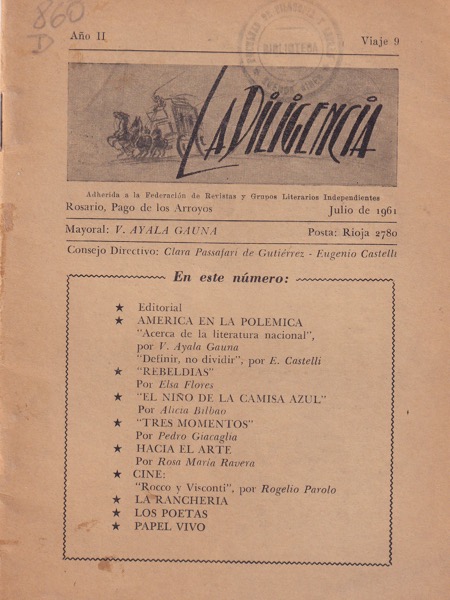 860
D
Año II
Viaje 9
BIBLIOTECA
LA DILIGENCIA
Adherida a la Federación de Revistas y Grupos Literarios Independientes
Rosario, Pago de los Arroyos
Julio de 1961
Mayoral: V. AYALA GAUNA
Posta: Rioja 2780
Consejo Directivo: Clara Passafari de Gutiérrez - Eugenio Castelli
En este número:
★ Editorial
★ AMERICA EN LA POLEMICA
"Acerca de la literatura nacional",
por V. Ayala Gauna
"Definir, no dividir", por E. Castelli
★ "REBELDIAS"
Por Elsa Flores
★ "EL NIÑO DE LA CAMISA AZUL"
Por Alicia Bilbao
★ "TRES MOMENTOS"
Por Pedro Giacaglia
★ HACIA EL ARTE
Por Rosa María Ravera
★ CINE:
"Rocco y Visconti", por Rogelio Parolo
★ LA RANCHERIA
★ LOS POETAS
★ PAPEL VIVO